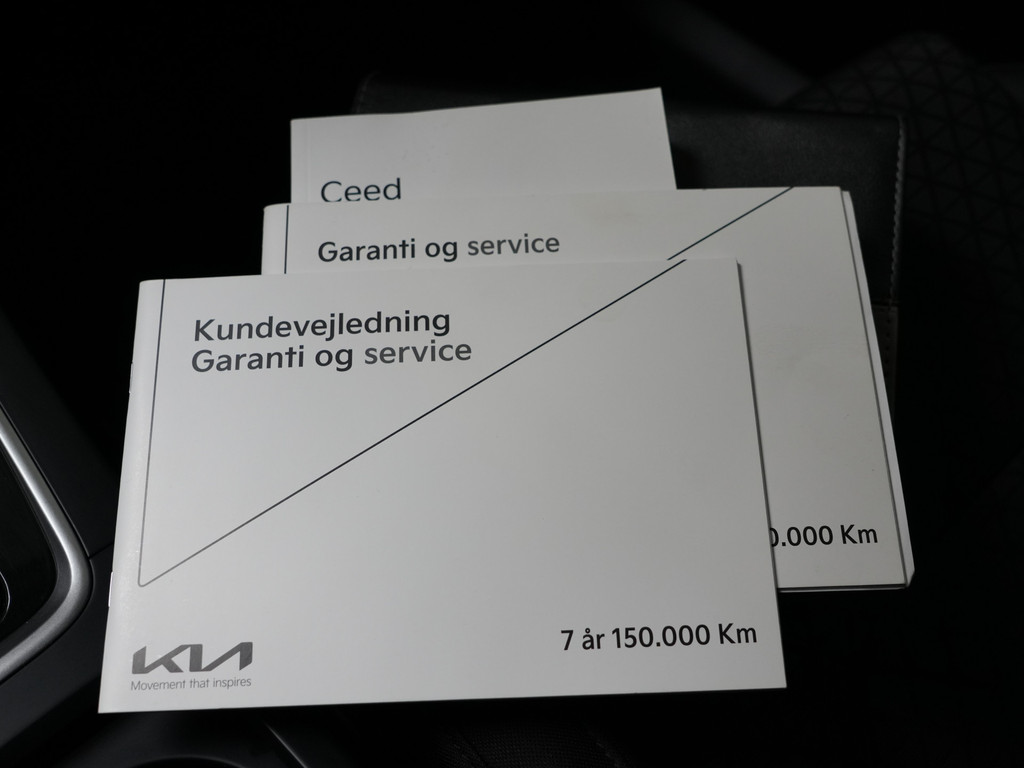 Ceed
Garanti og service
Kundevejledning
Garanti og service
.000 Km
7 år 150.000 Km
KIA
Movement that inspires